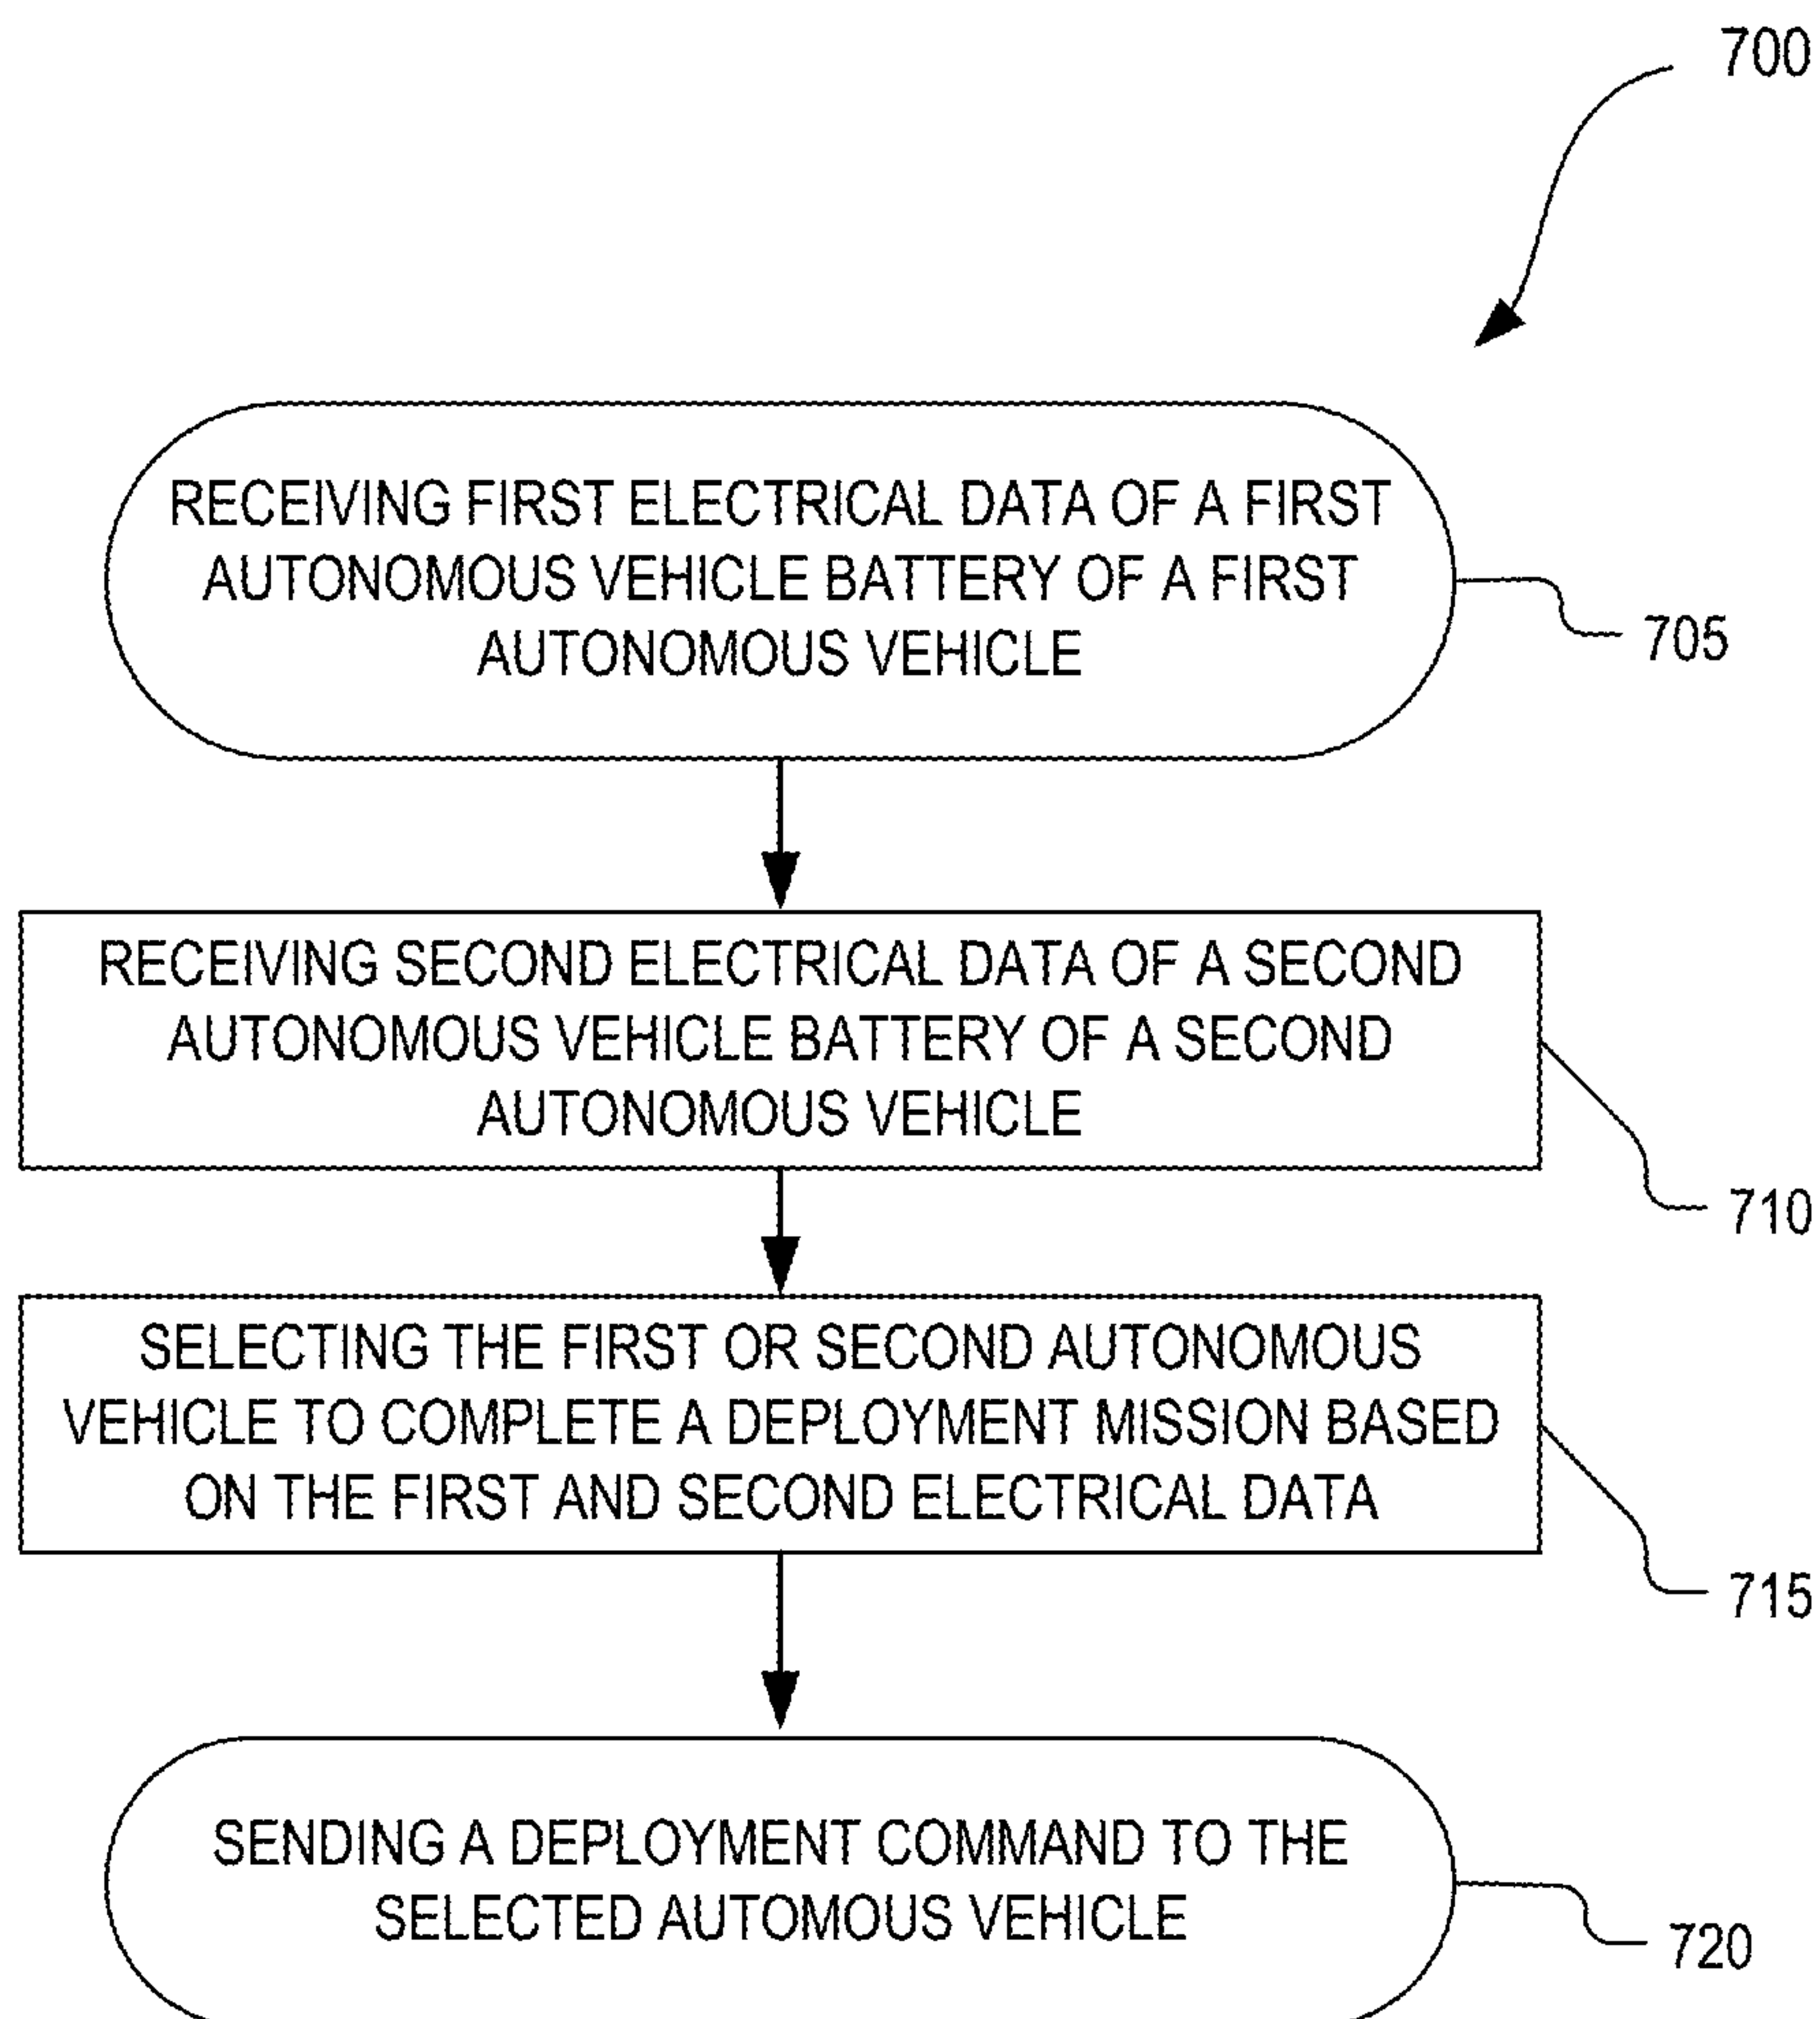 700
RECEIVING FIRST ELECTRICAL DATA OF A FIRST
AUTONOMOUS VEHICLE BATTERY OF A FIRST
AUTONOMOUS VEHICLE
705
RECEIVING SECOND ELECTRICAL DATA OF A SECOND
AUTONOMOUS VEHICLE BATTERY OF A SECOND
AUTONOMOUS VEHICLE
710
SELECTING THE FIRST OR SECOND AUTONOMOUS
VEHICLE TO COMPLETE A DEPLOYMENT MISSION BASED
ON THE FIRST AND SECOND ELECTRICAL DATA
715
SENDING A DEPLOYMENT COMMAND TO THE
SELECTED AUTOMOUS VEHICLE
720